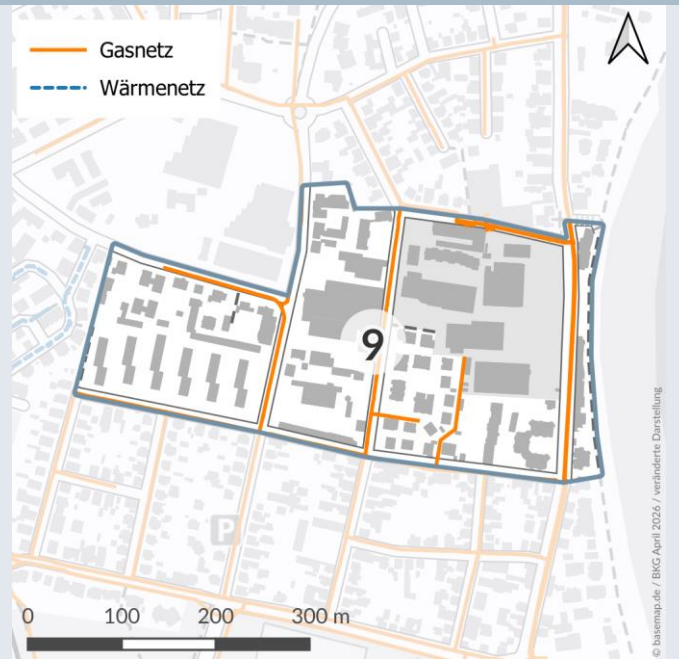 Gasnetz
Wärmenetz
9
P
0 100 200 300 m
© basemap.de / BKG April 2026 / veränderte Darstellung